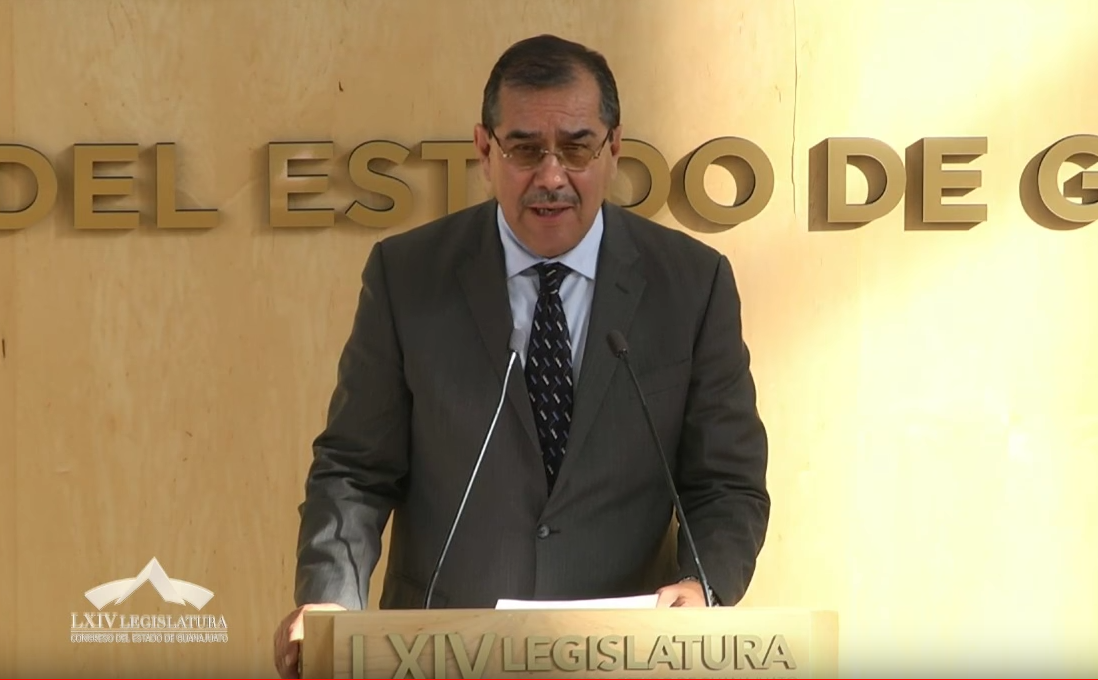 DEL ESTADO DE G
LXIV LEGISLATURA
CONGRESO DEL ESTADO DE GUANAJUATO
LXIV LEGISLATURA